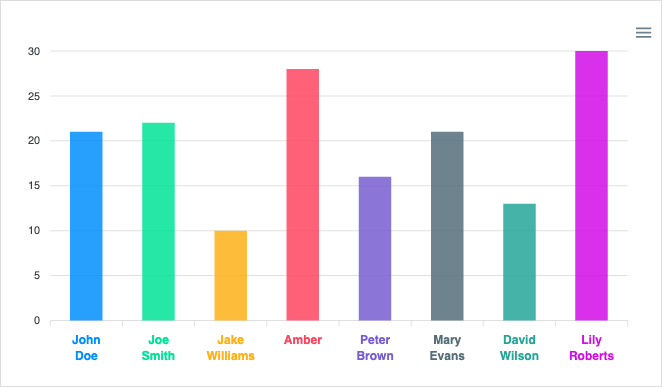 30
25
20
15
10
5
0
John Doe
Joe Smith
Jake Williams
Amber
Peter Brown
Mary Evans
David Wilson
Lily Roberts